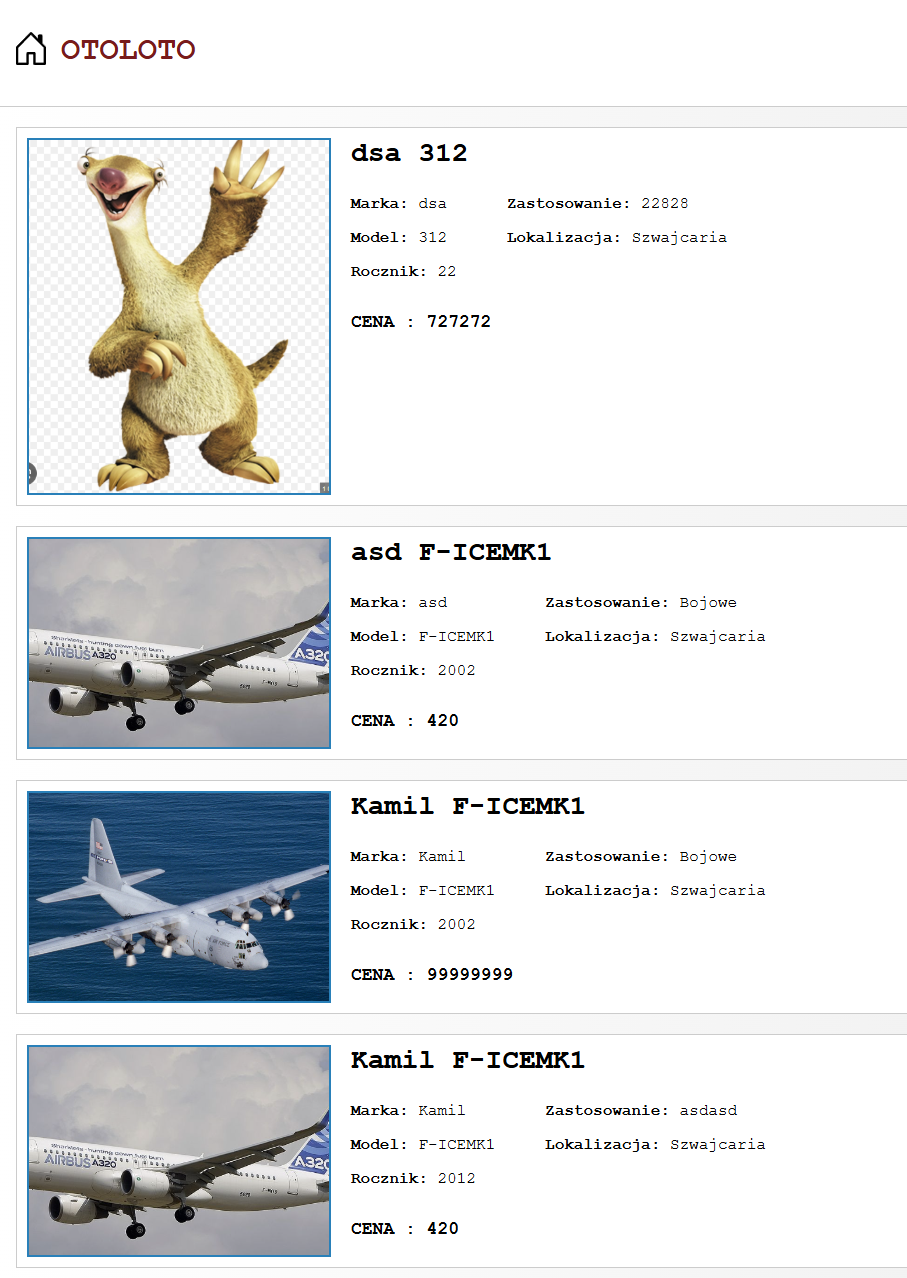 OTOLOTO
dsa 312
Marka: dsa Zastosowanie: 22828
Model: 312 Lokalizacja: Szwajcaria
Rocznik: 22
CENA : 727272
asd F-ICEMK1
Marka: asd Zastosowanie: Bojowe
Model: F-ICEMK1 Lokalizacja: Szwajcaria
Rocznik: 2002
CENA : 420
AIRBUS A320
A320
Kamil F-ICEMK1
Marka: Kamil Zastosowanie: Bojowe
Model: F-ICEMK1 Lokalizacja: Szwajcaria
Rocznik: 2002
CENA : 99999999
Kamil F-ICEMK1
Marka: Kamil Zastosowanie: asdasd
Model: F-ICEMK1 Lokalizacja: Szwajcaria
Rocznik: 2012
CENA : 420
AIRBUS A320
A320